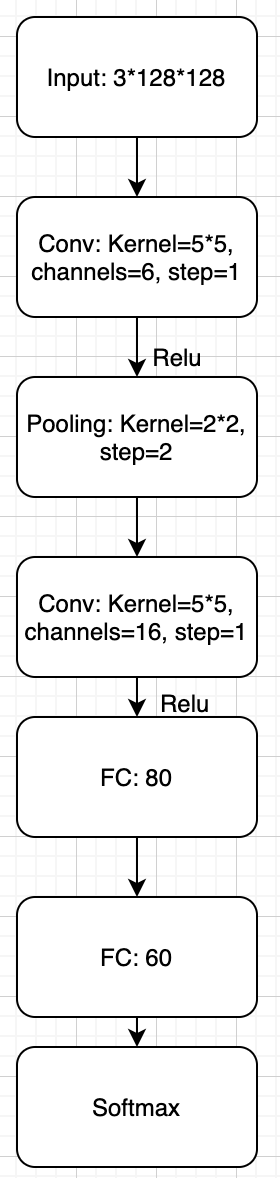 Input: 3*128*128
Conv: Kernel=5*5,
channels=6, step=1
Relu
Pooling: Kernel=2*2,
step=2
Conv: Kernel=5*5,
channels=16, step=1
Relu
FC: 80
FC: 60
Softmax